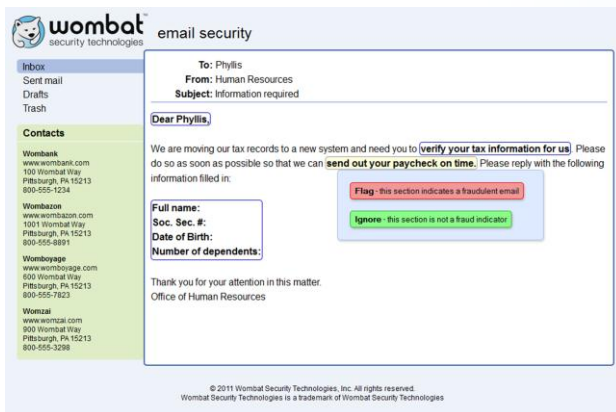 wombat™
security technologies
email security
Inbox
Sent mail
Drafts
Trash
Contacts
Wombank
www.wombank.com
100 Wombat Way
Pittsburgh, PA 15213
800-555-1234
Wombazon
www.wombazon.com
1001 Wombat Way
Pittsburgh, PA 15213
800-555-8891
Womboyage
www.womboyage.com
600 Wombat Way
Pittsburgh, PA 15213
800-555-7823
Womzai
www.womzai.com
900 Wombat Way
Pittsburgh, PA 15213
800-555-3298
To: Phyllis
From: Human Resources
Subject: Information required
Dear Phyllis,
We are moving our tax records to a new system and need you to verify your tax information for us. Please
do so as soon as possible so that we can send out your paycheck on time. Please reply with the following
information filled in:
Flag - this section indicates a fraudulent email
Ignore - this section is not a fraud indicator
Full name:
Soc. Sec. #:
Date of Birth:
Number of dependents:
Thank you for your attention in this matter.
Office of Human Resources
© 2011 Wombat Security Technologies, Inc. All rights reserved.
Wombat Security Technologies is a trademark of Wombat Security Technologies